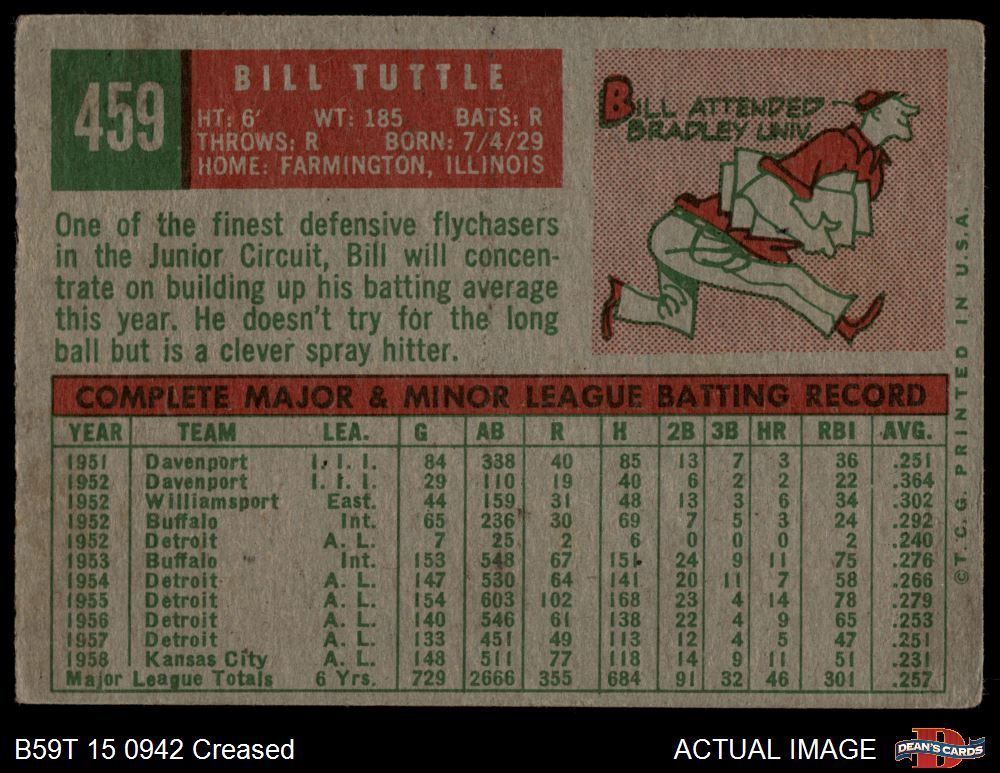 459
BILL TUTTLE
HT: 6' WT: 185 BATS: R
THROWS: R BORN: 7/4/29
HOME: FARMINGTON, ILLINOIS
BILL ATTENDED
BRADLEY UNIV.
One of the finest defensive flychasers
in the Junior Circuit, Bill will concen-
trate on building up his batting average
this year. He doesn't try for the long
ball but is a clever spray hitter.
COMPLETE MAJOR & MINOR LEAGUE BATTING RECORD
YEAR TEAM LEA. G AB R H 2B 3B HR RBI AVG.
1951 Davenport I. I. I. 84 338 40 85 13 7 3 36 .251
1952 Davenport I. I. I. 29 110 19 40 6 2 2 22 .364
1952 Williamsport East. 44 159 31 48 13 3 6 34 .302
1952 Buffalo Int. 65 236 30 69 7 5 3 24 .292
1952 Detroit A. L. 7 25 2 6 0 0 0 2 .240
1953 Buffalo Int. 153 548 67 151 24 9 11 75 .276
1954 Detroit A. L. 147 530 64 141 20 11 7 58 .266
1955 Detroit A. L. 154 603 102 168 23 4 14 78 .279
1956 Detroit A. L. 140 546 61 138 22 4 9 65 .253
1957 Detroit A. L. 133 451 49 113 12 4 5 47 .251
1958 Kansas City A. L. 148 511 77 118 14 9 11 51 .231
Major League Totals 6 Yrs. 729 2666 355 684 91 32 46 301 .257
©T.C.G. PRINTED IN U.S.A.
B59T 15 0942 Creased
ACTUAL IMAGE
D
DEAN'S CARDS